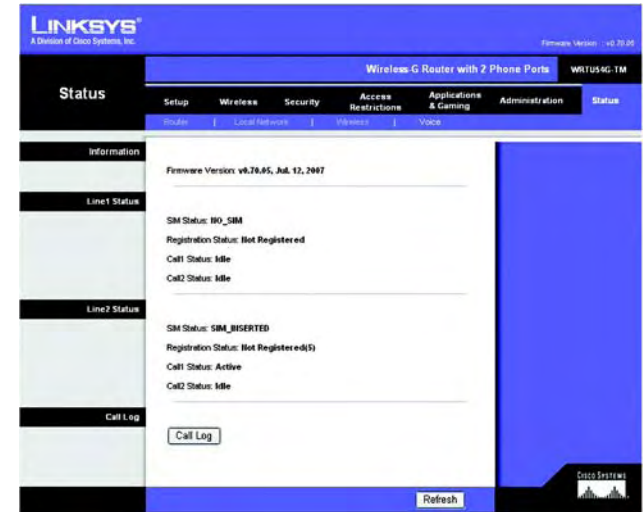 LINKSYS®
A Division of Cisco Systems, Inc.
Firmware Version : v0.70.05
Wireless-G Router with 2 Phone Ports WRTU54G-TM
Status
Setup Wireless Security Access Restrictions Applications & Gaming Administration Status
Router | Local Network | Wireless | Voice
Information
Firmware Version: v0.70.05, Jul. 12, 2007
Line1 Status
SIM Status: NO_SIM
Registration Status: Not Registered
Call1 Status: Idle
Call2 Status: Idle
Line2 Status
SIM Status: SIM_INSERTED
Registration Status: Not Registered(5)
Call1 Status: Active
Call2 Status: Idle
Call Log
Call Log
Refresh
CISCO SYSTEMS